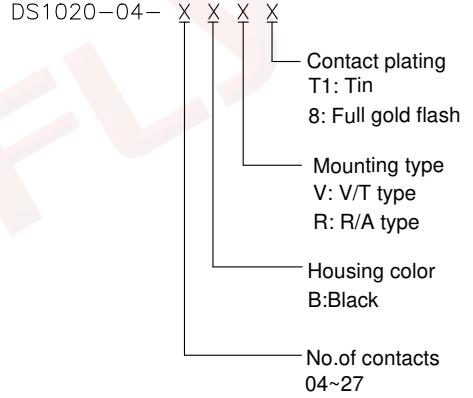 DS1020-04- X X X X
Contact plating
T1: Tin
8: Full gold flash
Mounting type
V: V/T type
R: R/A type
Housing color
B:Black
No.of contacts
04~27
FLY